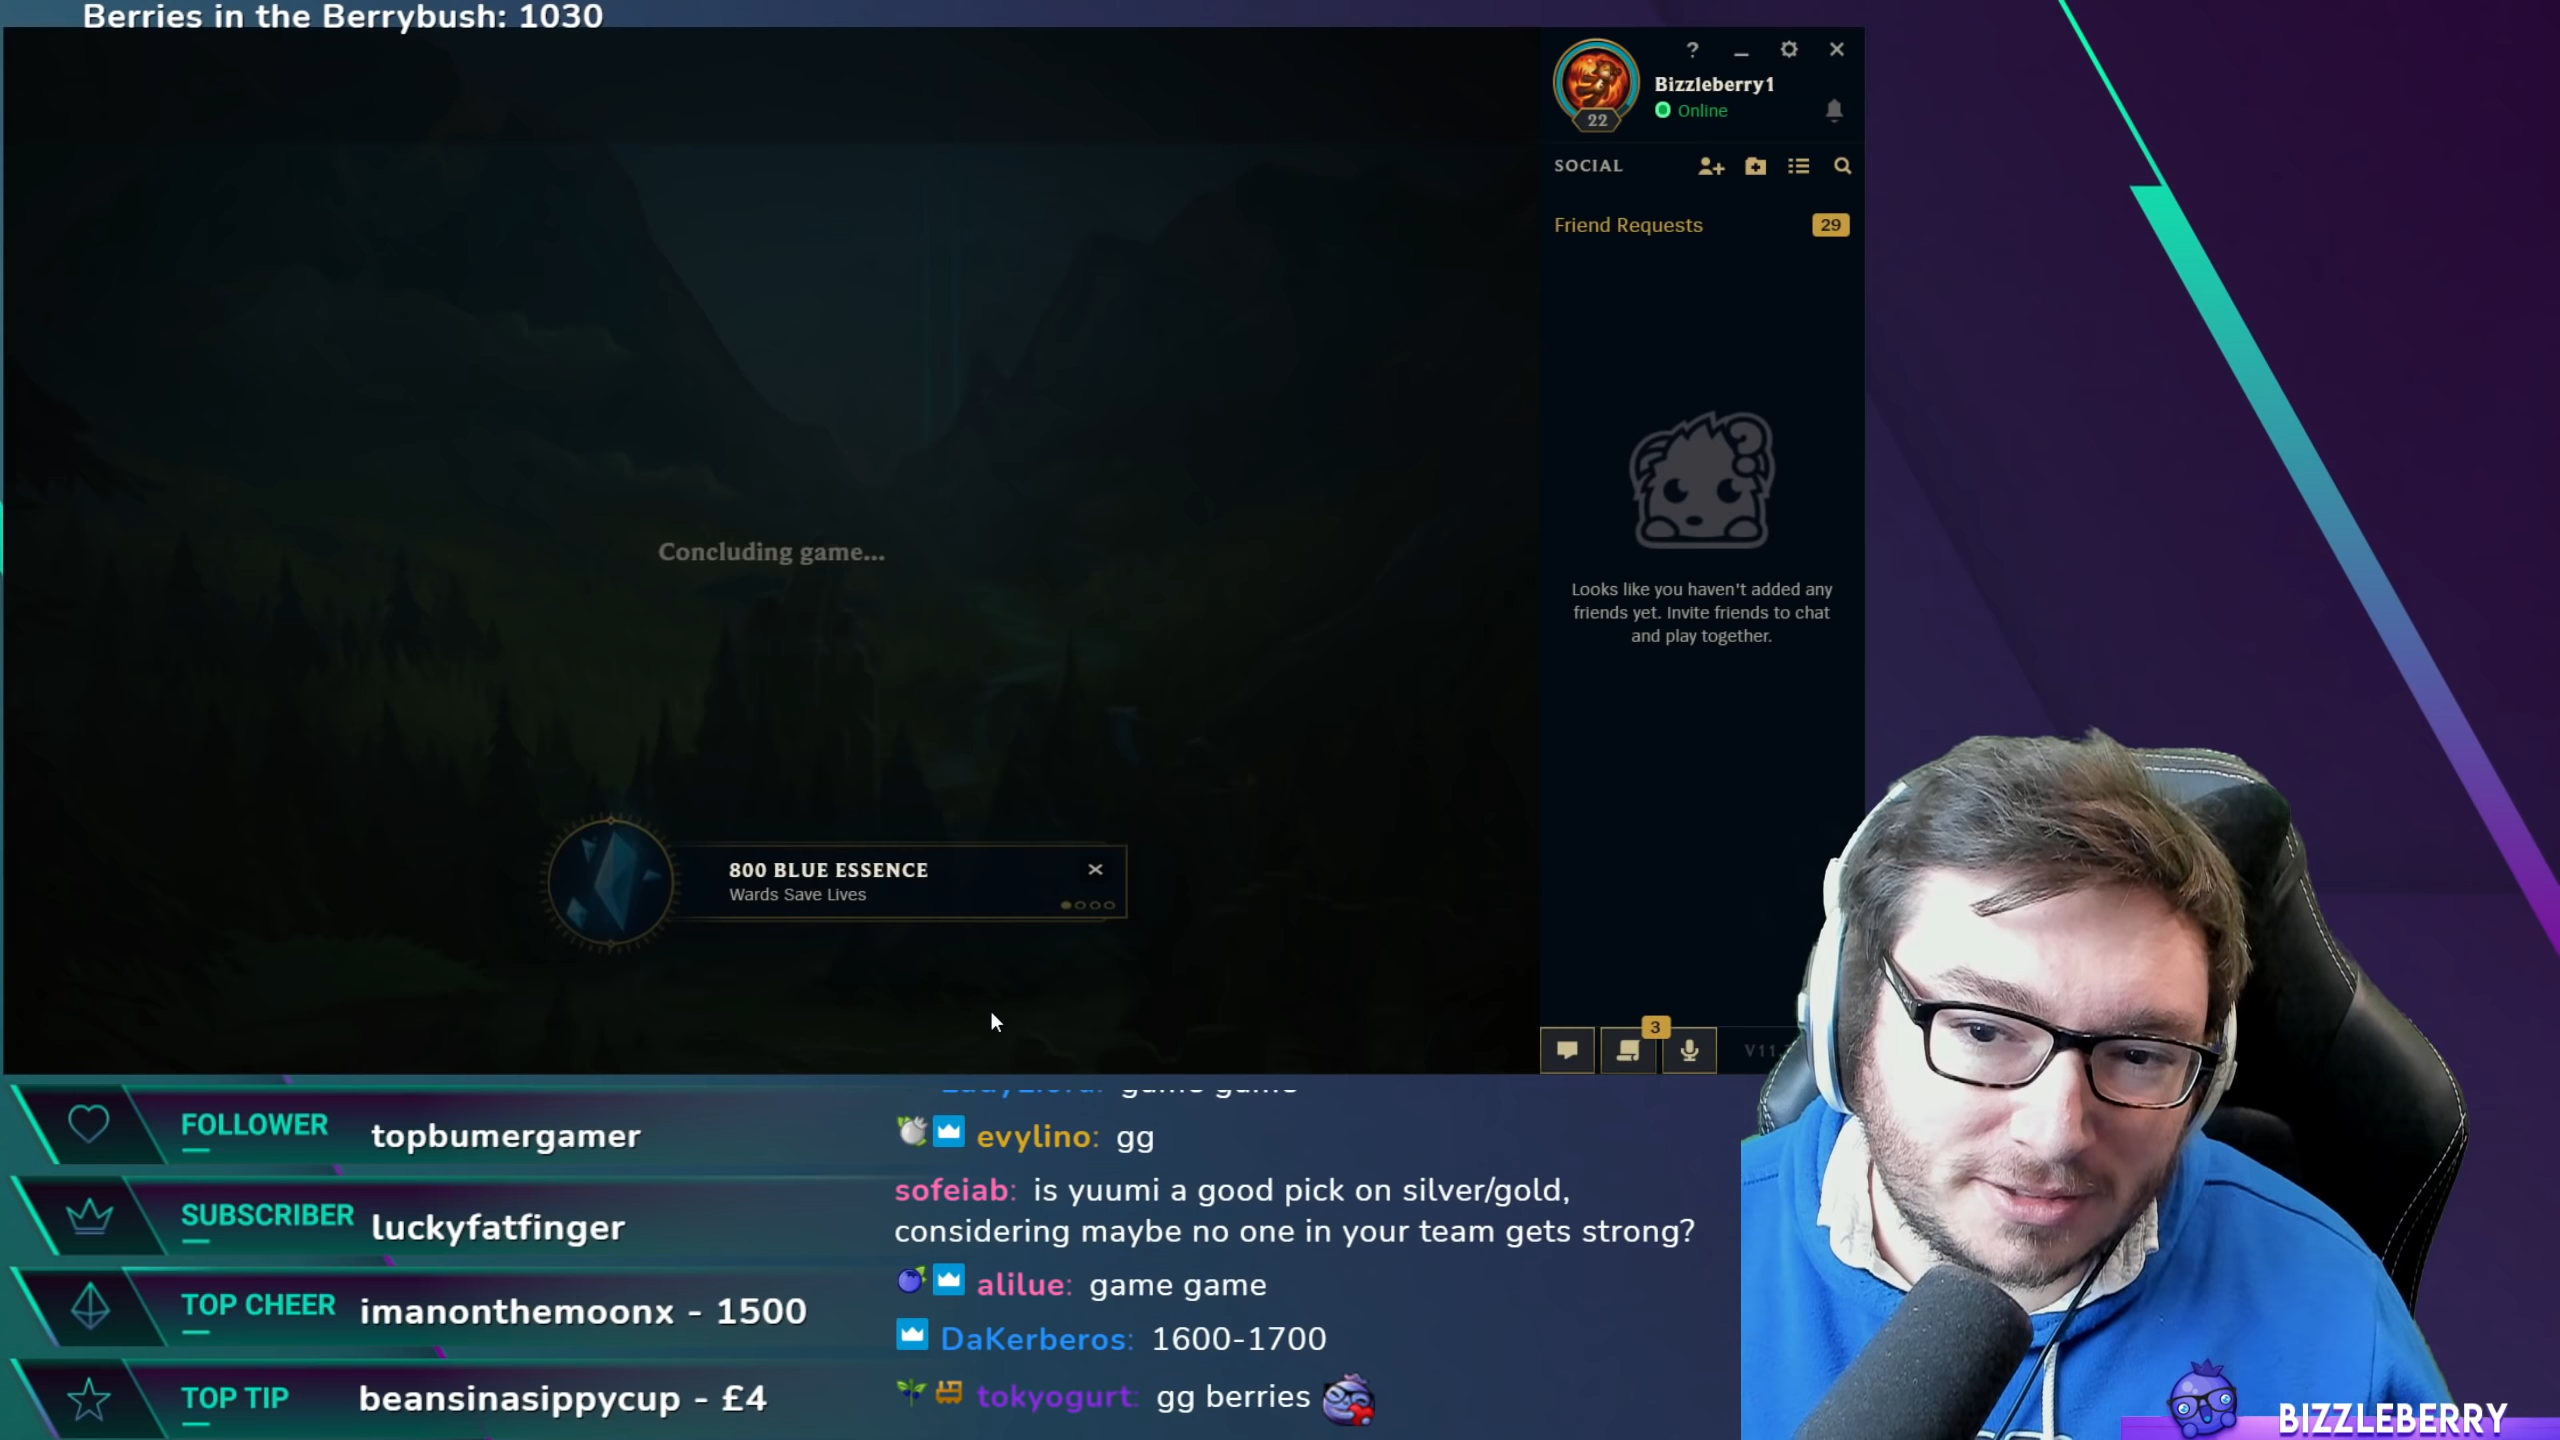 Berries in the Berrybush: 1030
?
Bizzleberry1
Online
22
SOCIAL
Friend Requests
29
Looks like you haven't added any
friends yet. Invite friends to chat
and play together.
Concluding game...
800 BLUE ESSENCE
Wards Save Lives
3
FOLLOWER
topbumergamer
SUBSCRIBER
luckyfatfinger
TOP CHEER
imanonthemoonx - 1500
TOP TIP
beansinasippycup - £4
game game
evylino: gg
sofeiab: is yuumi a good pick on silver/gold,
considering maybe no one in your team gets strong?
alilue: game game
DaKerberos: 1600-1700
tokyogurt: gg berries
BIZZLEBERRY